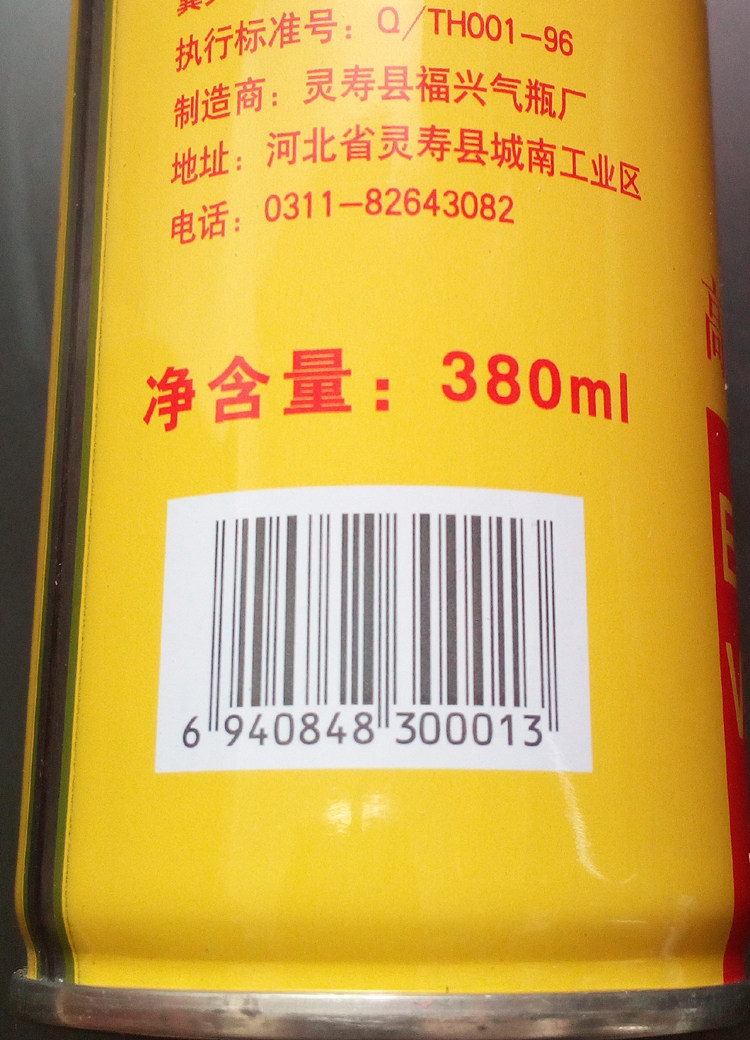 执行标准号：Q/TH001-96
制造商：灵寿县福兴气瓶厂
地址：河北省灵寿县城南工业区
电话：0311-82643082
净含量：380ml
6 940848 300013